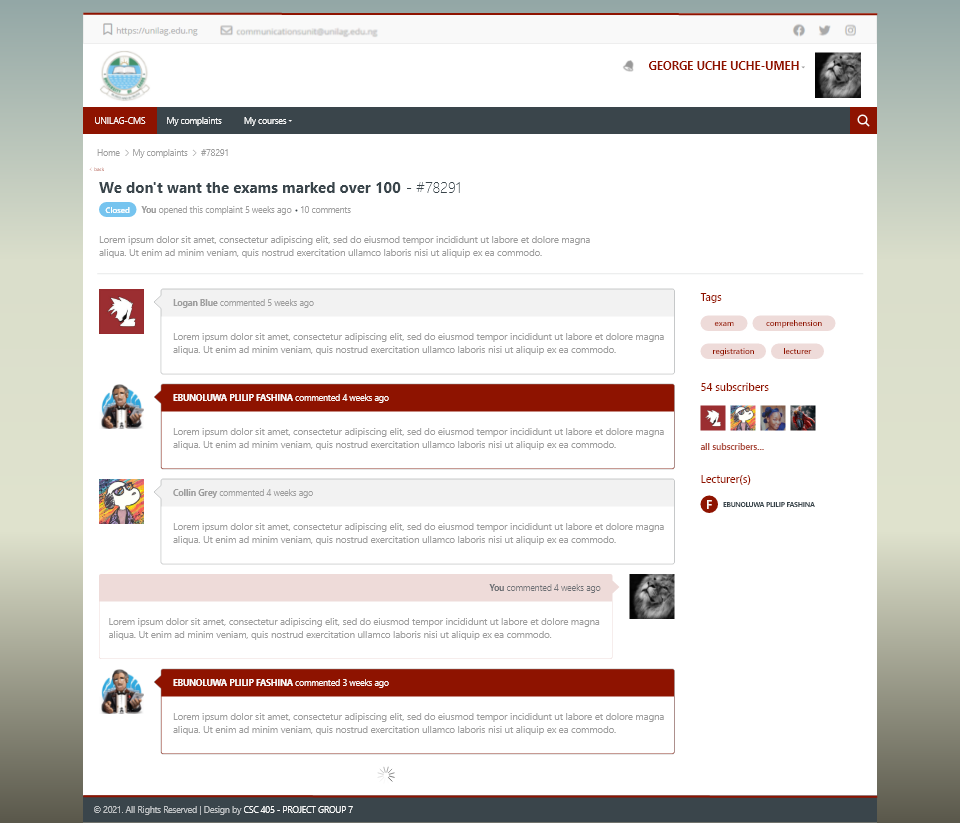 https://unilag.edu.ng communicationsunit@unilag.edu.ng
GEORGE UCHE UCHE-UMEH
UNILAG-CMS My complaints My courses
Home > My complaints > #78291
< back
We don't want the exams marked over 100 - #78291
Closed You opened this complaint 5 weeks ago • 10 comments
Lorem ipsum dolor sit amet, consectetur adipiscing elit, sed do eiusmod tempor incididunt ut labore et dolore magna
aliqua. Ut enim ad minim veniam, quis nostrud exercitation ullamco laboris nisi ut aliquip ex ea commodo.
Logan Blue commented 5 weeks ago
Lorem ipsum dolor sit amet, consectetur adipiscing elit, sed do eiusmod tempor incididunt ut labore et dolore magna
aliqua. Ut enim ad minim veniam, quis nostrud exercitation ullamco laboris nisi ut aliquip ex ea commodo.
EBUNOLUWA PLILIP FASHINA commented 4 weeks ago
Lorem ipsum dolor sit amet, consectetur adipiscing elit, sed do eiusmod tempor incididunt ut labore et dolore magna
aliqua. Ut enim ad minim veniam, quis nostrud exercitation ullamco laboris nisi ut aliquip ex ea commodo.
Collin Grey commented 4 weeks ago
Lorem ipsum dolor sit amet, consectetur adipiscing elit, sed do eiusmod tempor incididunt ut labore et dolore magna
aliqua. Ut enim ad minim veniam, quis nostrud exercitation ullamco laboris nisi ut aliquip ex ea commodo.
You commented 4 weeks ago
Lorem ipsum dolor sit amet, consectetur adipiscing elit, sed do eiusmod tempor incididunt ut labore et dolore magna
aliqua. Ut enim ad minim veniam, quis nostrud exercitation ullamco laboris nisi ut aliquip ex ea commodo.
EBUNOLUWA PLILIP FASHINA commented 3 weeks ago
Lorem ipsum dolor sit amet, consectetur adipiscing elit, sed do eiusmod tempor incididunt ut labore et dolore magna
aliqua. Ut enim ad minim veniam, quis nostrud exercitation ullamco laboris nisi ut aliquip ex ea commodo.
Tags
exam comprehension
registration lecturer
54 subscribers
all subscribers...
Lecturer(s)
F EBUNOLUWA PLILIP FASHINA
© 2021. All Rights Reserved | Design by CSC 405 - PROJECT GROUP 7